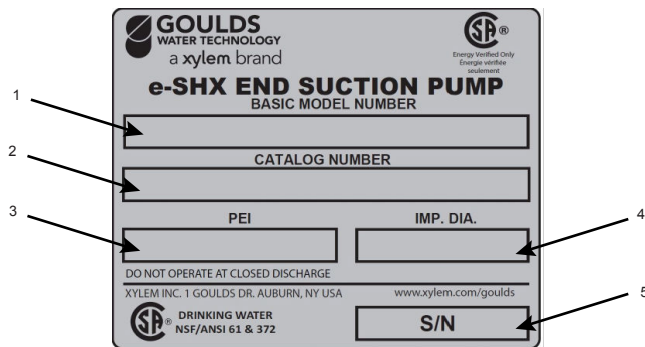 GOULDS
WATER TECHNOLOGY
a xylem brand
SA®
Energy Verified Only
Énergie vérifiée
seulement
e-SHX END SUCTION PUMP
BASIC MODEL NUMBER
1
CATALOG NUMBER
2
PEI
IMP. DIA.
3
4
DO NOT OPERATE AT CLOSED DISCHARGE
XYLEM INC. 1 GOULDS DR. AUBURN, NY USA
www.xylem.com/goulds
5
SA® DRINKING WATER
NSF/ANSI 61 & 372
S/N